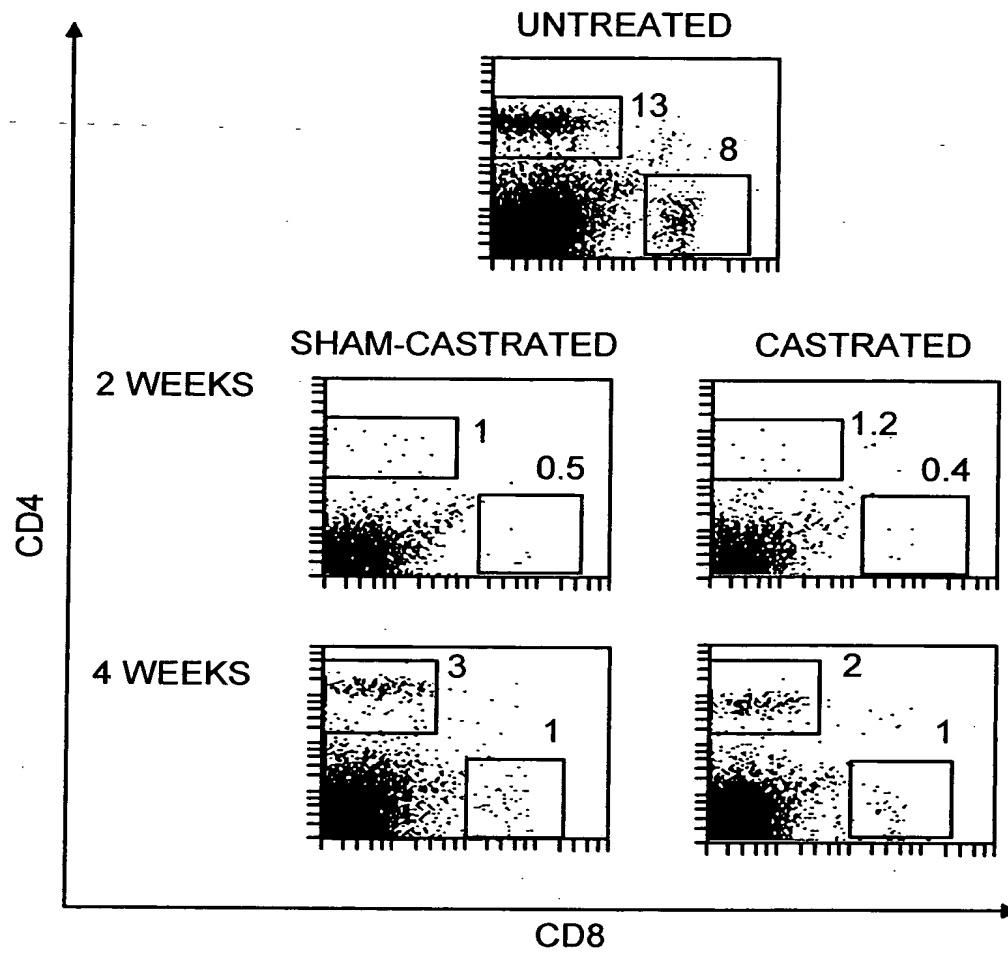 UNTREATED
13
8
SHAM-CASTRATED
CASTRATED
2 WEEKS
1
0.5
1.2
0.4
CD4
4 WEEKS
3
1
2
1
CD8